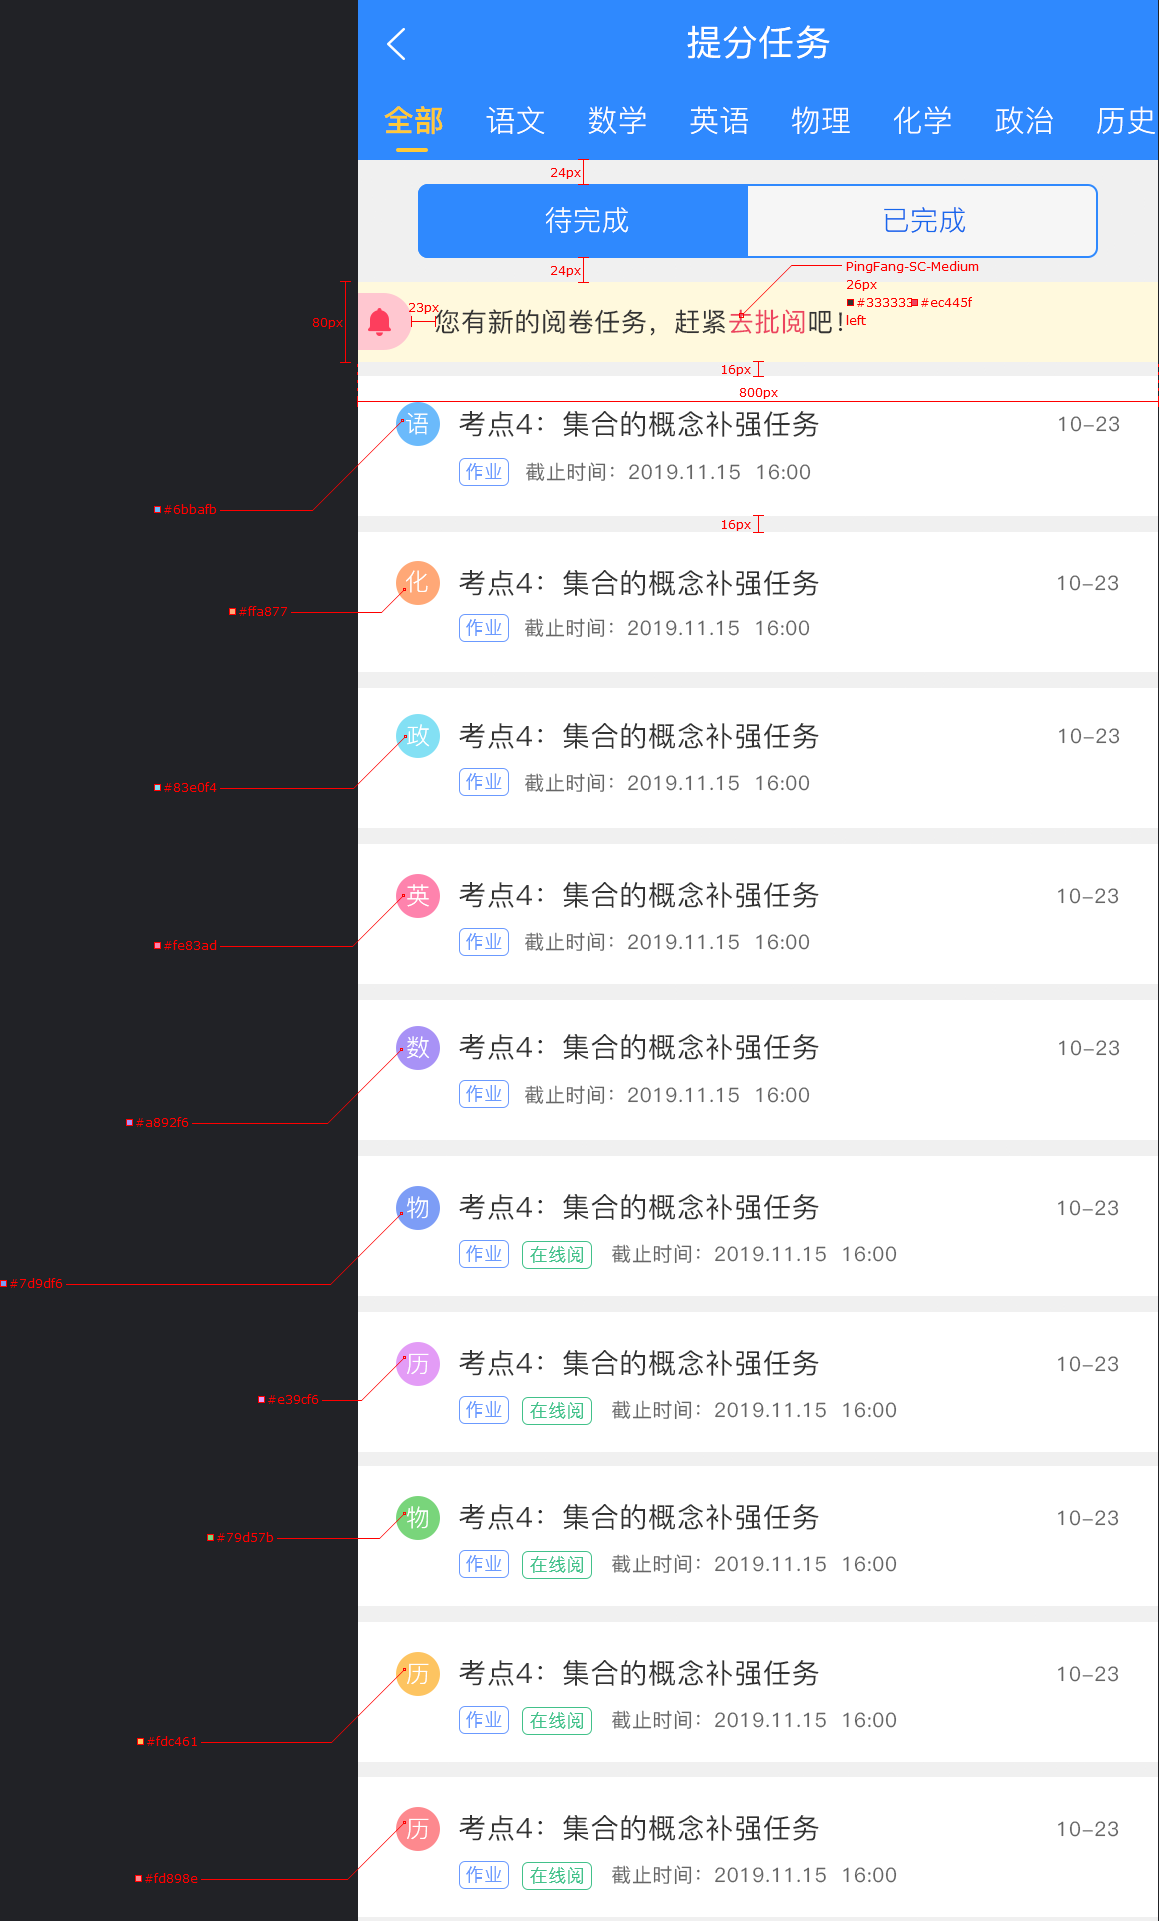 提分任务
全部 语文 数学 英语 物理 化学 政治 历史
24px
待完成 已完成
24px
PingFang-SC-Medium
26px
#333333 #ec445f
left
80px
23px
您有新的阅卷任务，赶紧去批阅吧！
16px
800px
语 考点4：集合的概念补强任务 10-23
作业 截止时间：2019.11.15 16:00
#6bbafb
16px
化 考点4：集合的概念补强任务 10-23
#ffa877
作业 截止时间：2019.11.15 16:00
政 考点4：集合的概念补强任务 10-23
作业 截止时间：2019.11.15 16:00
#83e0f4
英 考点4：集合的概念补强任务 10-23
作业 截止时间：2019.11.15 16:00
#fe83ad
数 考点4：集合的概念补强任务 10-23
作业 截止时间：2019.11.15 16:00
#a892f6
物 考点4：集合的概念补强任务 10-23
作业 在线阅 截止时间：2019.11.15 16:00
#7d9df6
历 考点4：集合的概念补强任务 10-23
#e39cf6
作业 在线阅 截止时间：2019.11.15 16:00
物 考点4：集合的概念补强任务 10-23
#79d57b
作业 在线阅 截止时间：2019.11.15 16:00
历 考点4：集合的概念补强任务 10-23
作业 在线阅 截止时间：2019.11.15 16:00
#fdc461
历 考点4：集合的概念补强任务 10-23
作业 在线阅 截止时间：2019.11.15 16:00
#fd898e